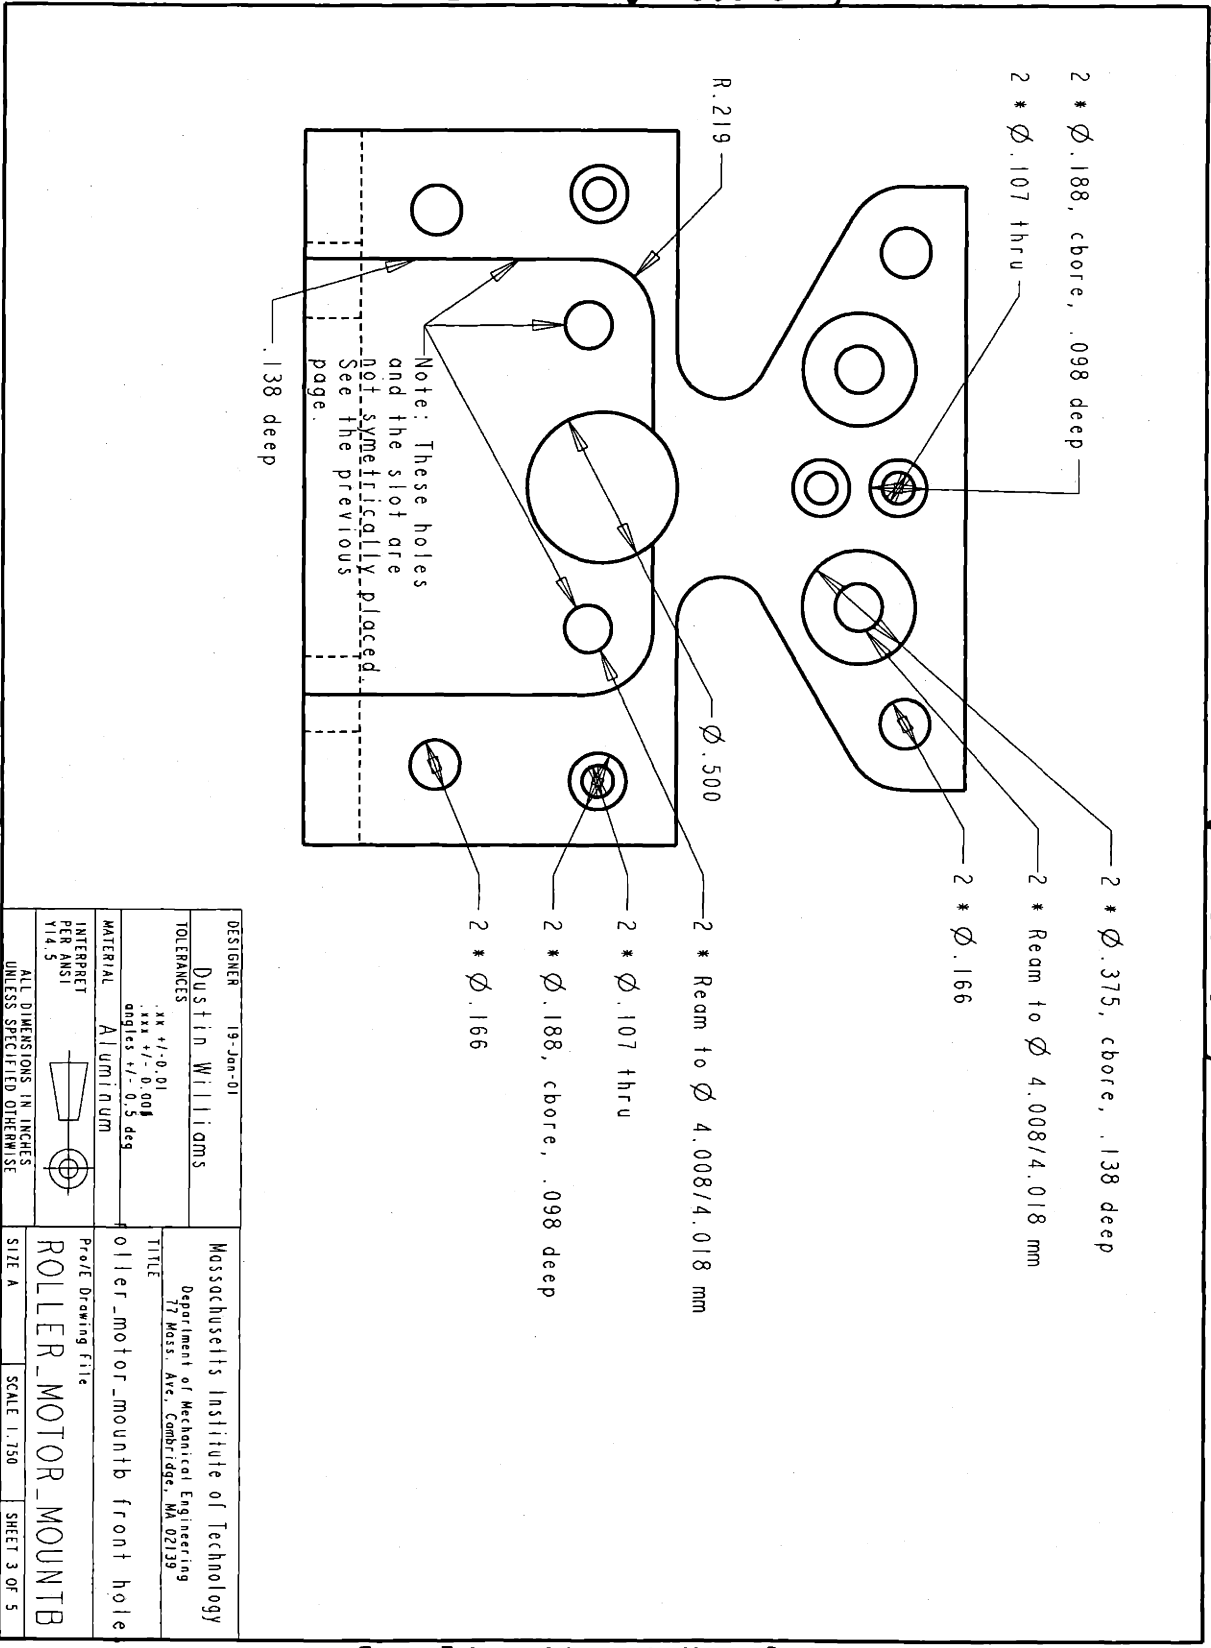 2 * Ø.188, cbore, .098 deep
2 * Ø.107 thru
R.219
2 * Ø.375, cbore, .138 deep
2 * Ream to Ø 4.008/4.018 mm
2 * Ø.166
Ø.500
2 * Ream to Ø 4.008/4.018 mm
2 * Ø.107 thru
2 * Ø.188, cbore, .098 deep
2 * Ø.166
Note: These holes
and the slot are
not symetrically placed.
See the previous
page.
.138 deep
DESIGNER 19-Jan-01
Dustin Williams
TOLERANCES
.xx +/-0.01
.xxx +/-
angles +/- 0.5 deg
MATERIAL Aluminum
INTERPRET
PER ANSI
Y14.5
ALL DIMENSIONS IN INCHES
UNLESS SPECIFIED OTHERWISE
Massachusetts Institute of Technology
Department of Mechanical Engineering
77 Mass. Ave, Cambridge, MA 02139
TITLE
roller_motor_mountb front hole
Pro/E Drawing File
ROLLER_MOTOR_MOUNTB
SIZE A SCALE 1.750 SHEET 3 OF 5